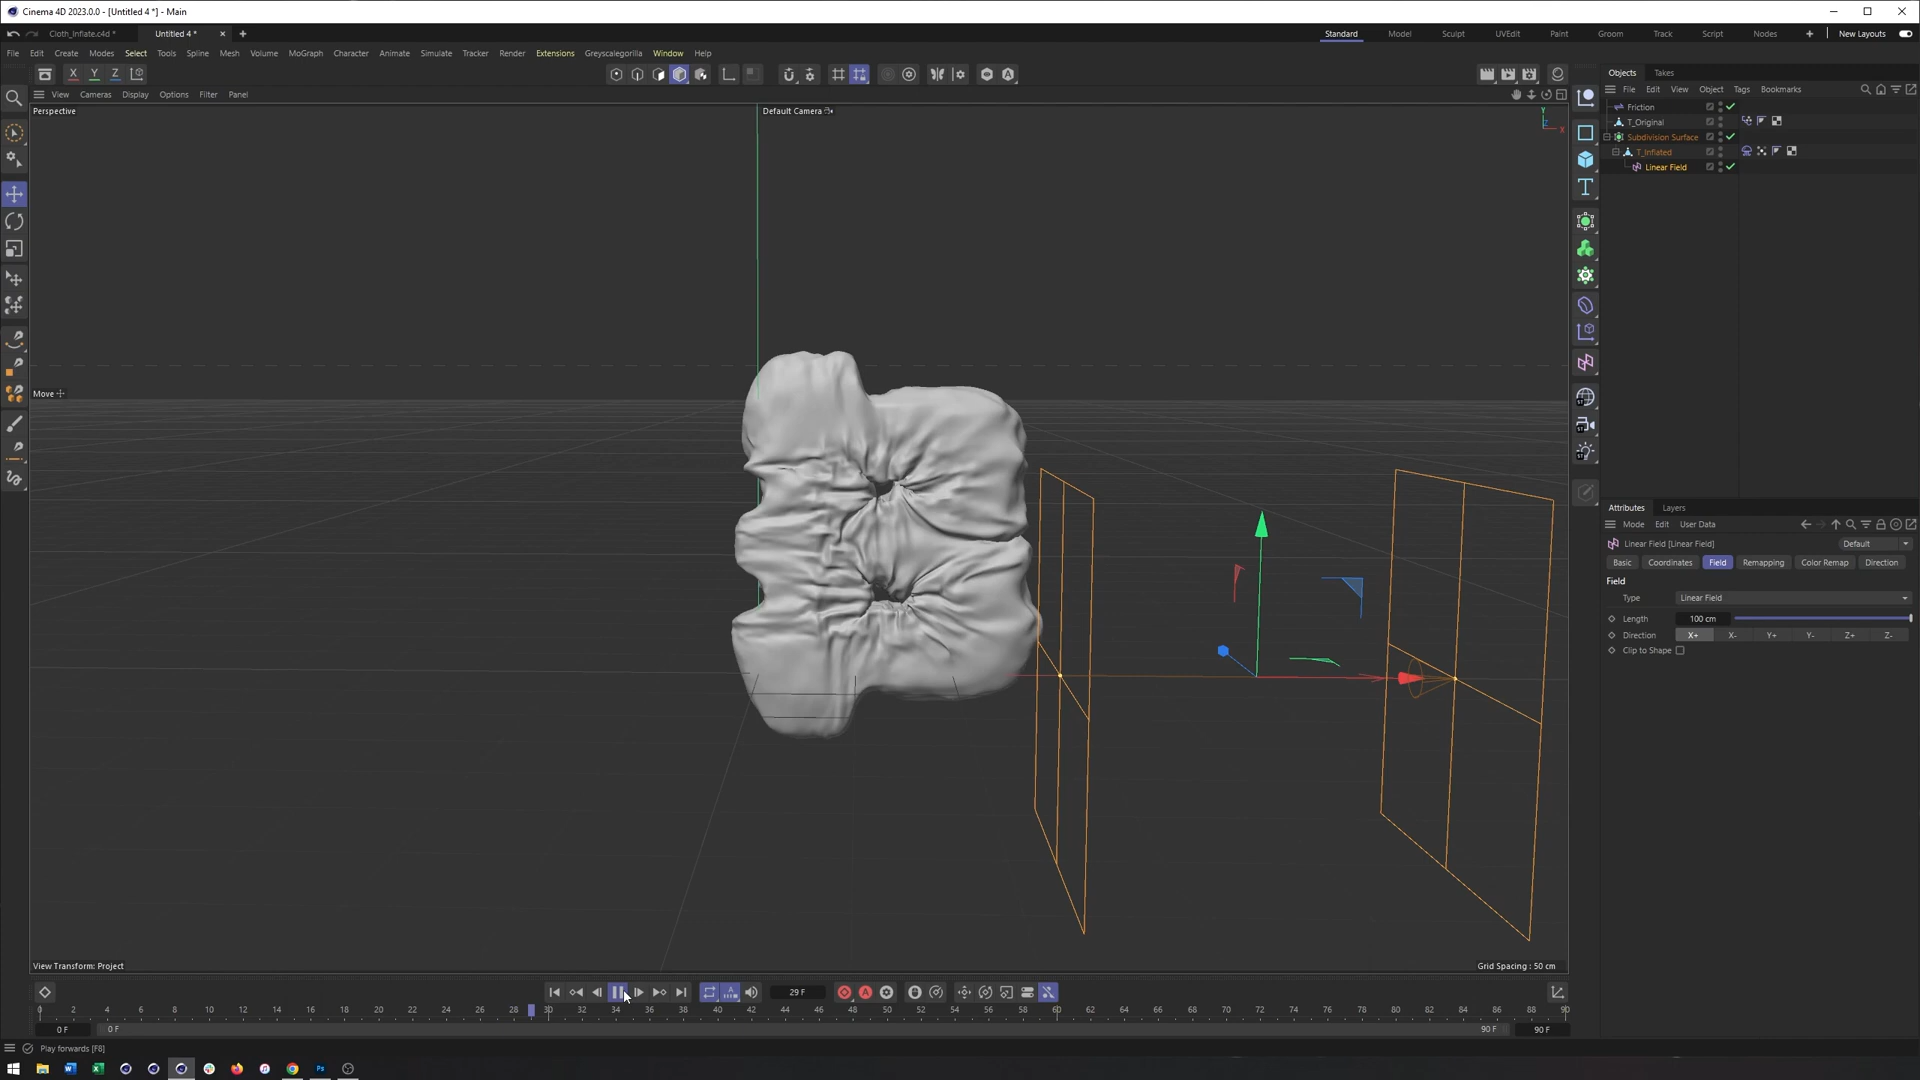 Cinema 4D 2023.0.0 - [Untitled 4 *] - Main
Cloth_Inflate.c4d * Untitled 4 * Standard Model Sculpt UVEdit Paint Groom Track Script Nodes New Layouts
File Edit Create Modes Select Tools Spline Mesh Volume MoGraph Character Animate Simulate Tracker Render Extensions Greyscalegorilla Window Help
X Y Z
Objects Takes
File Edit View Object Tags Bookmarks
View Cameras Display Options Filter Panel
Perspective Default Camera
Y
Z
X
Friction
T_Original
Subdivision Surface
T_Inflated
Linear Field
Move
Attributes Layers
Mode Edit User Data
Linear Field [Linear Field] Default
Basic Coordinates Field Remapping Color Remap Direction
Field
Type Linear Field
Length 100 cm
Direction X+ X- Y+ Y- Z+ Z-
Clip to Shape
View Transform: Project Grid Spacing : 50 cm
29 F
0 2 4 6 8 10 12 14 16 18 20 22 24 26 28 30 32 34 36 38 40 42 44 46 48 50 52 54 56 58 60 62 64 66 68 70 72 74 76 78 80 82 84 86 88 90
0 F 0 F 90 F 90 F
Play forwards [F8]